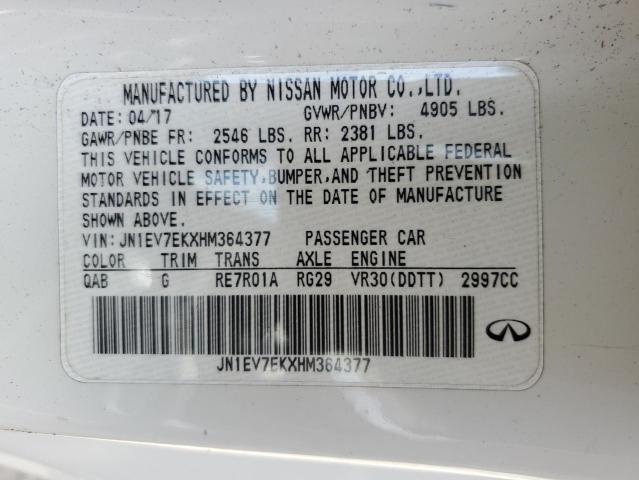 MANUFACTURED BY NISSAN MOTOR CO.,LTD.
DATE: 04/17 GVWR/PNBV: 4905 LBS.
GAWR/PNBE FR: 2546 LBS. RR: 2381 LBS.
THIS VEHICLE CONFORMS TO ALL APPLICABLE FEDERAL
MOTOR VEHICLE SAFETY,BUMPER,AND THEFT PREVENTION
STANDARDS IN EFFECT ON THE DATE OF MANUFACTURE
SHOWN ABOVE.
VIN:JN1EV7EKXHM364377 PASSENGER CAR
COLOR TRIM TRANS AXLE ENGINE
QAB G RE7R01A RG29 VR30(DDTT) 2997CC
JN1EV7EKXHM364377